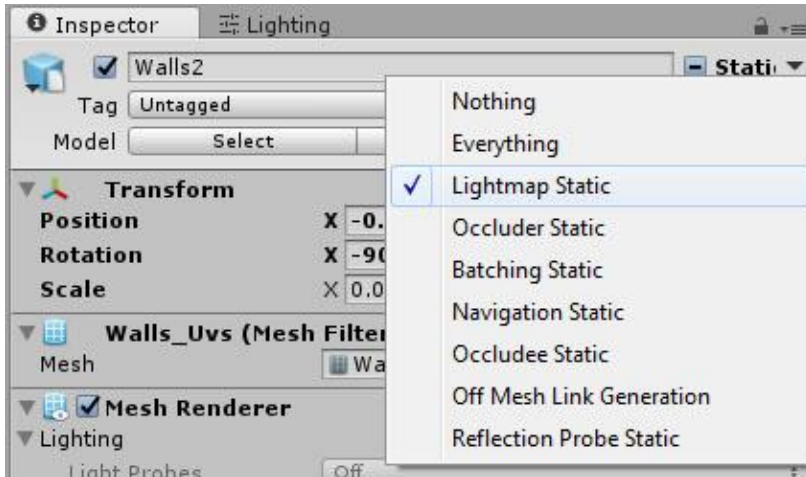 Inspector Lighting
Walls2 Stati
Tag Untagged
Model Select
Nothing
Everything
Lightmap Static
Occluder Static
Batching Static
Navigation Static
Occludee Static
Off Mesh Link Generation
Reflection Probe Static
Transform
Position X -0.
Rotation X -90
Scale X 0.0
Walls_Uvs (Mesh Filter
Mesh Wa
Mesh Renderer
Lighting
Light Probes Off